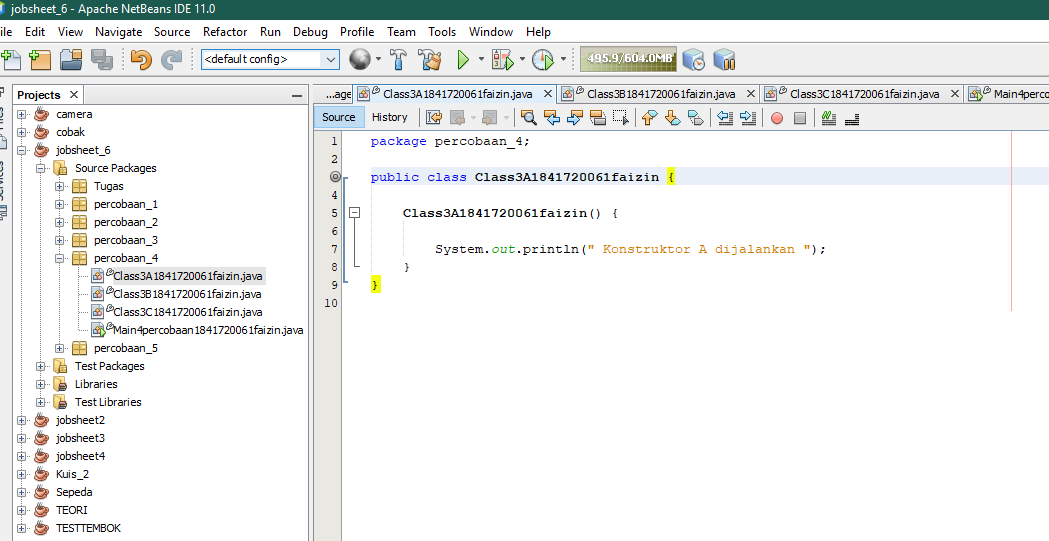 jobsheet_6 - Apache NetBeans IDE 11.0
ile Edit View Navigate Source Refactor Run Debug Profile Team Tools Window Help
<default config>
495.9/604.0MB
Projects
...age Class3A1841720061faizin.java Class3B1841720061faizin.java Class3C1841720061faizin.java Main4perco
Source History
camera
cobak
jobsheet_6
Source Packages
Tugas
percobaan_1
percobaan_2
percobaan_3
percobaan_4
Class3A1841720061faizin.java
Class3B1841720061faizin.java
Class3C1841720061faizin.java
Main4percobaan1841720061faizin.java
percobaan_5
Test Packages
Libraries
Test Libraries
jobsheet2
jobsheet3
jobsheet4
Kuis_2
Sepeda
TEORI
TESTTEMBOK
1 package percobaan_4;
2
public class Class3A1841720061faizin {
4
5 Class3A1841720061faizin() {
6
7 System.out.println(" Konstruktor A dijalankan ");
8 }
9 }
10